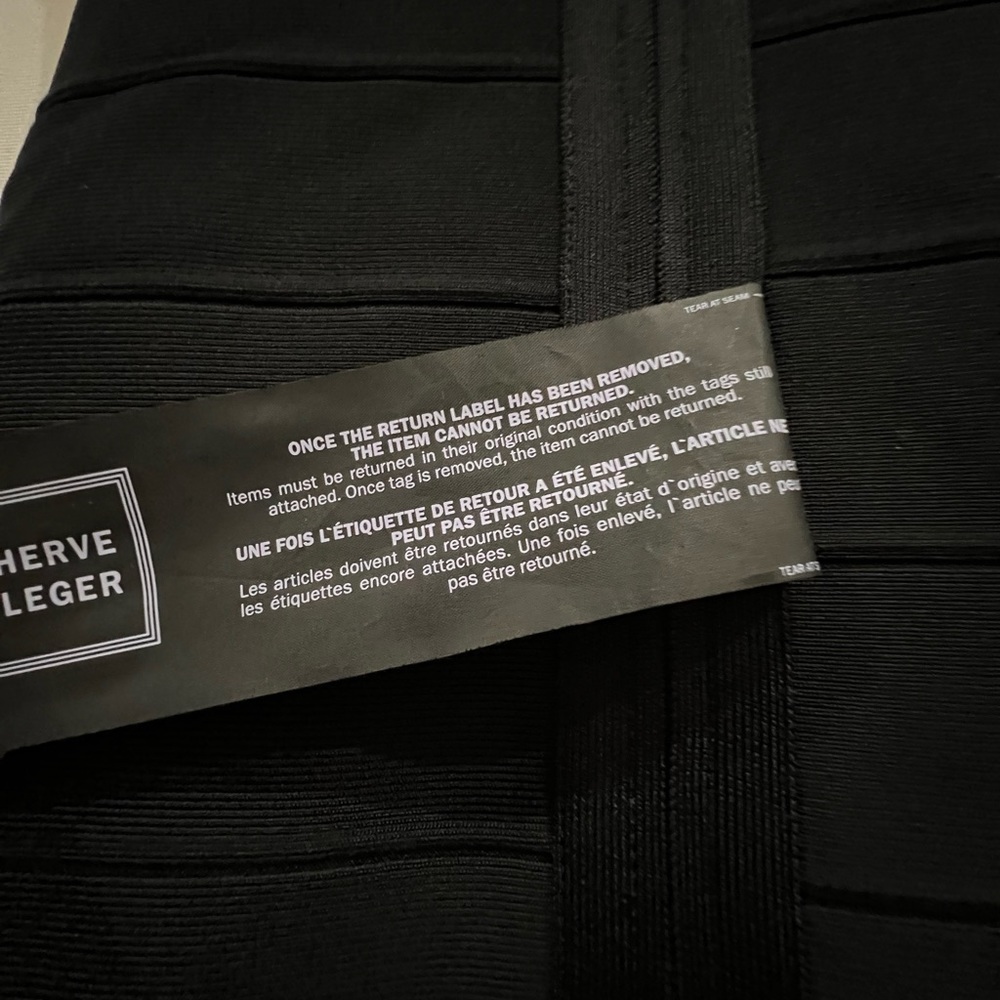 TEAR AT SEAM
ONCE THE RETURN LABEL HAS BEEN REMOVED,
THE ITEM CANNOT BE RETURNED.
Items must be returned in their original condition with the tags still
attached. Once tag is removed, the item cannot be returned.
UNE FOIS L`ÉTIQUETTE DE RETOUR A ÉTÉ ENLEVÉ, L`ARTICLE NE
PEUT PAS ÊTRE RETOURNÉ.
Les articles doivent être retournés dans leur état d`origine et avec
les étiquettes encore attachées. Une fois enlevé, l`article ne peu
pas être retourné.
HERVE
LEGER
TEAR AT S